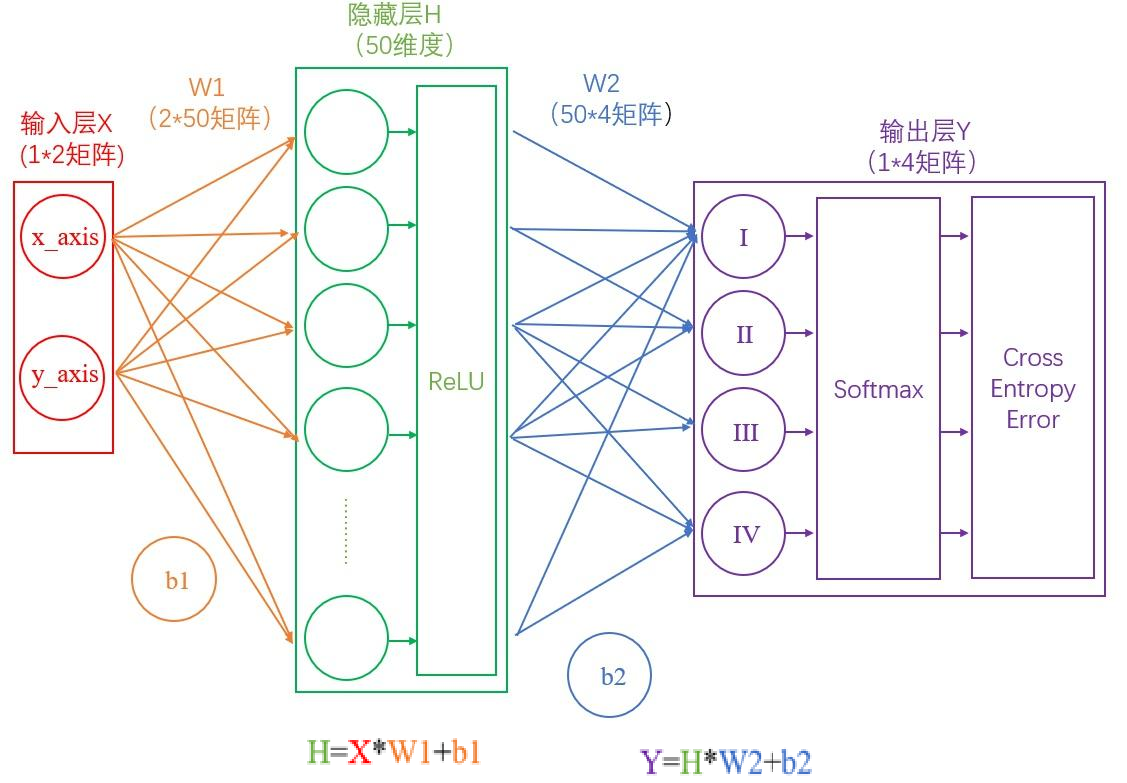 隐藏层H
（50维度）
W1
（2*50矩阵）
W2
（50*4矩阵）
输入层X
(1*2矩阵)
输出层Y
（1*4矩阵）
x_axis
y_axis
ReLU
I
II
III
IV
Softmax
Cross
Entropy
Error
b1
b2
H=X*W1+b1
Y=H*W2+b2